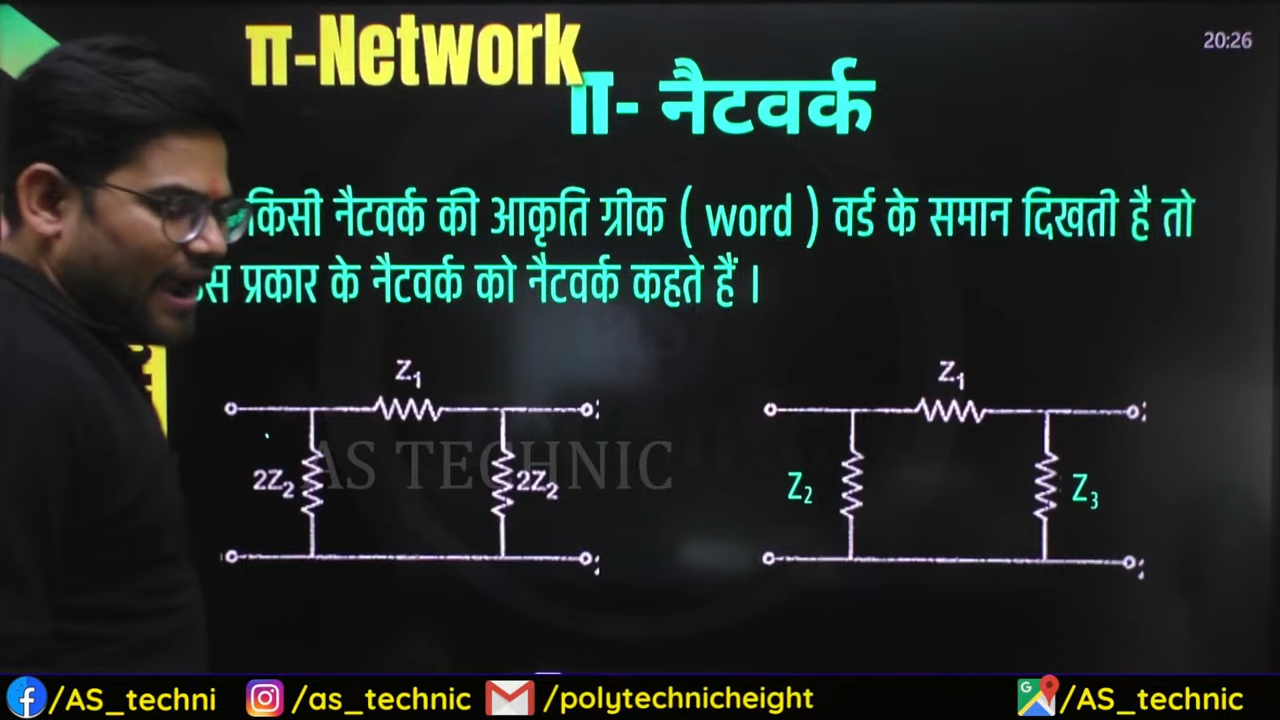 π-Network
20:26
π- नैटवर्क
किसी नैटवर्क की आकृति ग्रीक ( word ) वर्ड के समान दिखती है तो
प्रकार के नैटवर्क को नैटवर्क कहते हैं ।
Z1
Z1
2Z2
2Z2
Z2
Z3
AS TECHNIC
/AS_techni
/as_technic
/polytechnicheight
/AS_technic